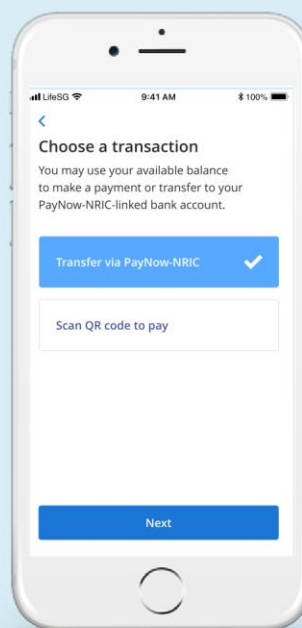 LifeSG 9:41 AM 100%
Choose a transaction
You may use your available balance
to make a payment or transfer to your
PayNow-NRIC-linked bank account.
Transfer via PayNow-NRIC
Scan QR code to pay
Next